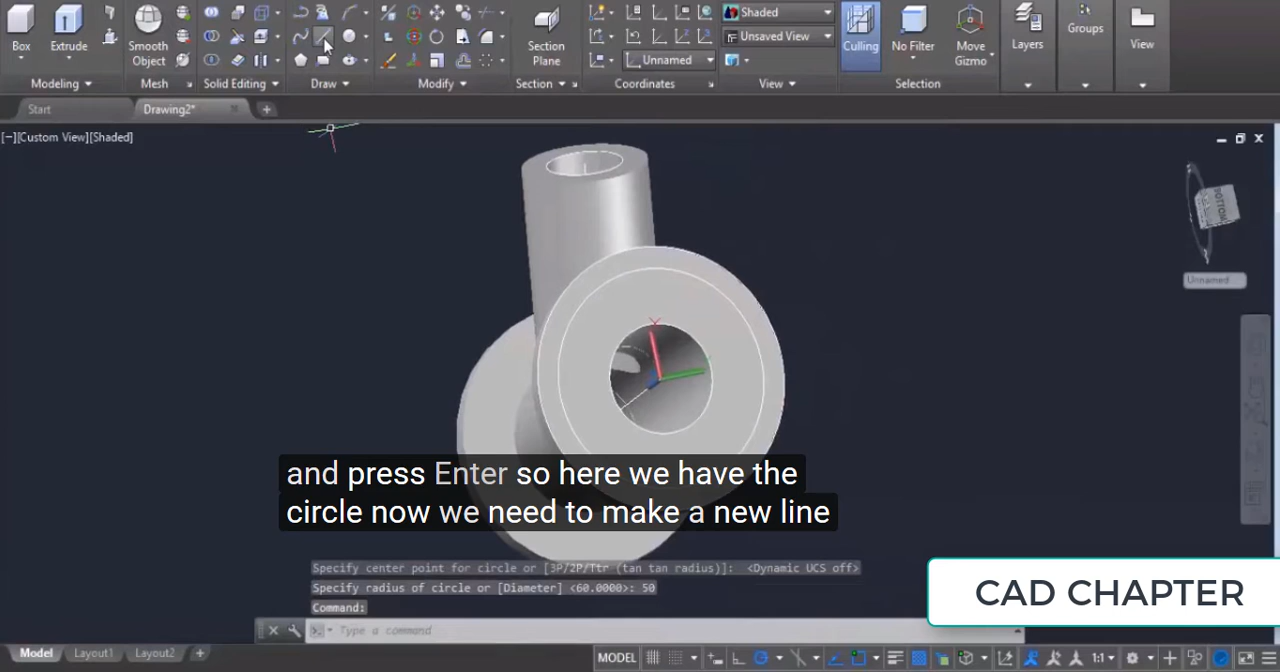 Shaded
Unsaved View
Unnamed
Box
Extrude
Smooth
Object
Section
Plane
Culling
No Filter
Move
Gizmo
Layers
Groups
View
Modeling
Mesh
Solid Editing
Draw
Modify
Section
Coordinates
View
Selection
Start
Drawing2*
[−][Custom View][Shaded]
BOTTOM
Unnamed
and press Enter so here we have the
circle now we need to make a new line
Specify center point for circle or [3P/2P/Ttr (tan tan radius)]: <Dynamic UCS off>
Specify radius of circle or [Diameter] <60.0000>: 50
Command:
Type a command
CAD CHAPTER
Model
Layout1
Layout2
MODEL
1:1